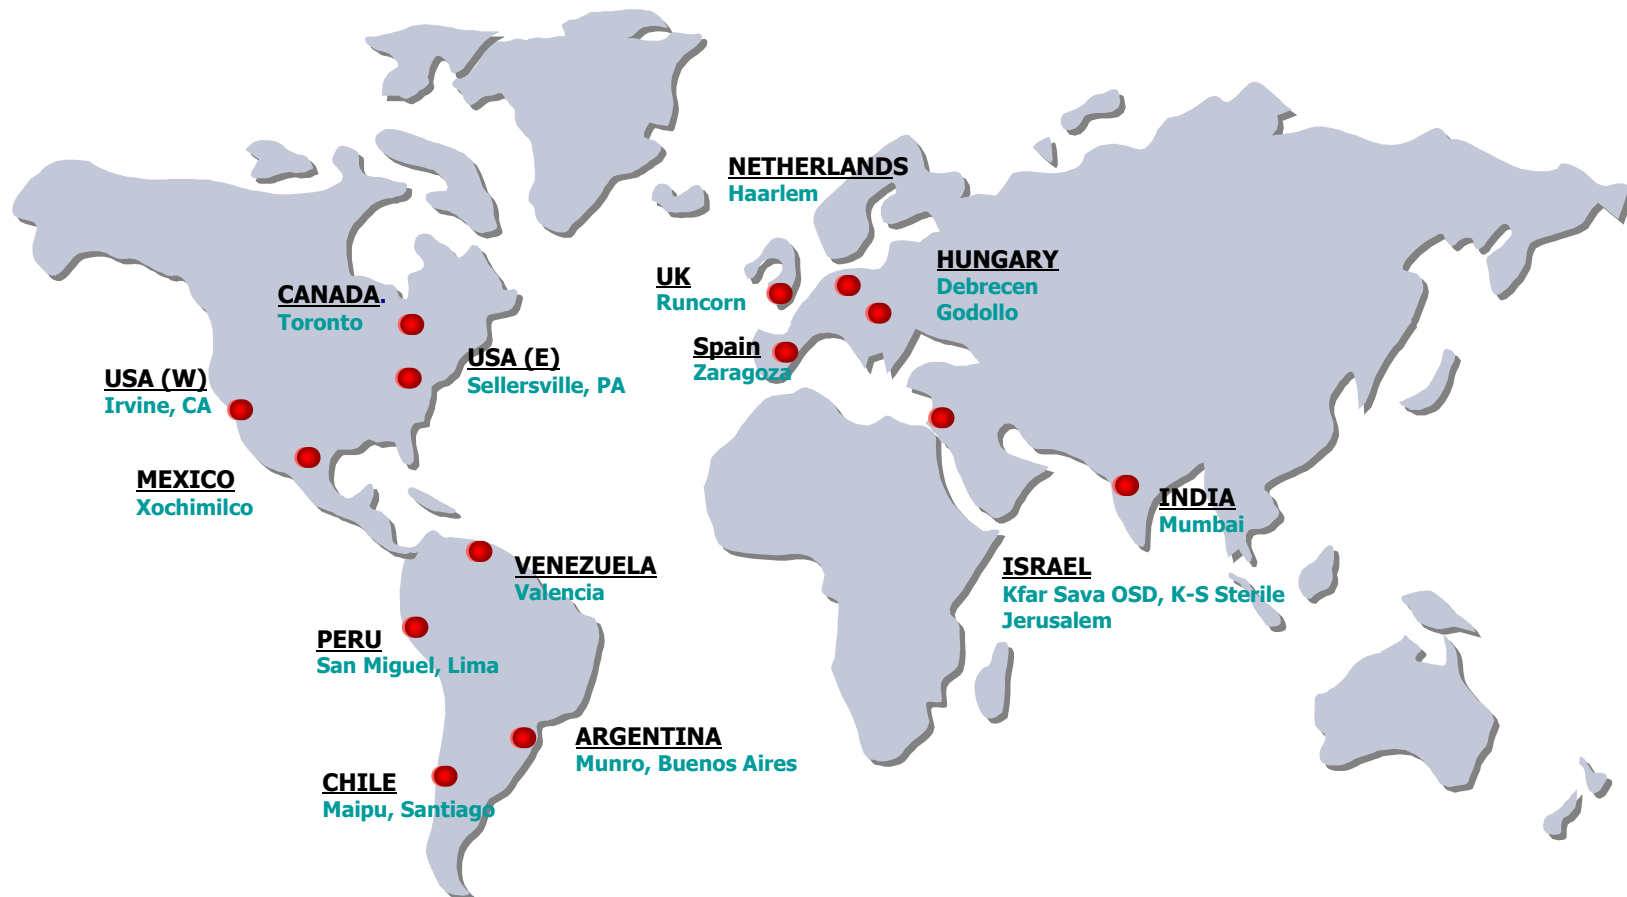 NETHERLANDS
Haarlem
HUNGARY
Debrecen
Godollo
UK
Runcorn
CANADA.
Toronto
Spain
Zaragoza
USA (E)
Sellersville, PA
USA (W)
Irvine, CA
MEXICO
Xochimilco
INDIA
Mumbai
VENEZUELA
Valencia
ISRAEL
Kfar Sava OSD, K-S Sterile
Jerusalem
PERU
San Miguel, Lima
ARGENTINA
Munro, Buenos Aires
CHILE
Maipu, Santiago